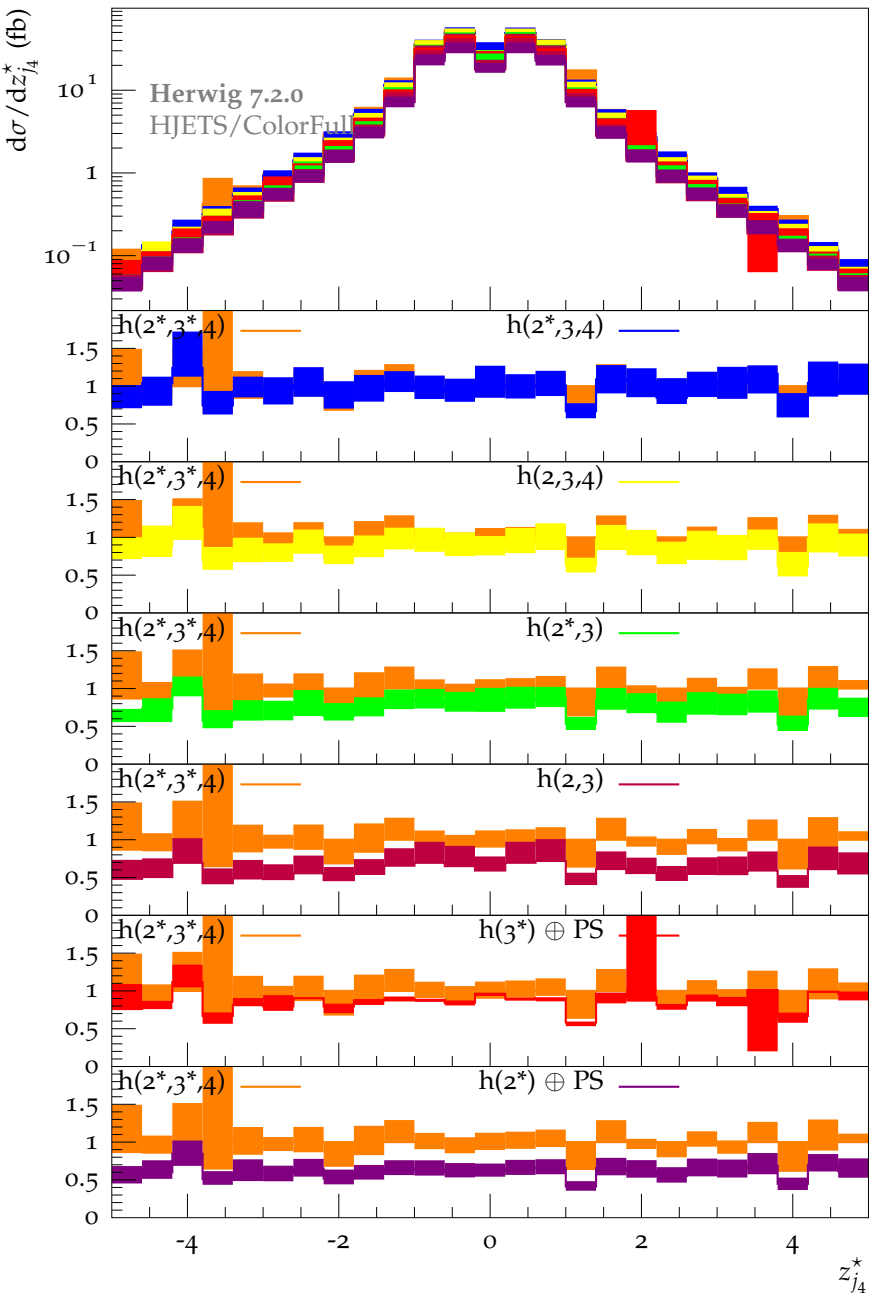 dσ/dz⋆j4 (fb)
10^1
1
10^−1
Herwig 7.2.0
HJETS/ColorFull
h(2*,3*,4)
h(2*,3,4)
1.5
1
0.5
0
h(2*,3*,4)
h(2,3,4)
1.5
1
0.5
0
h(2*,3*,4)
h(2*,3)
1.5
1
0.5
0
h(2*,3*,4)
h(2,3)
1.5
1
0.5
0
h(2*,3*,4)
h(3*) ⊕ PS
1.5
1
0.5
0
h(2*,3*,4)
h(2*) ⊕ PS
1.5
1
0.5
0
-4 -2 0 2 4
z⋆j4